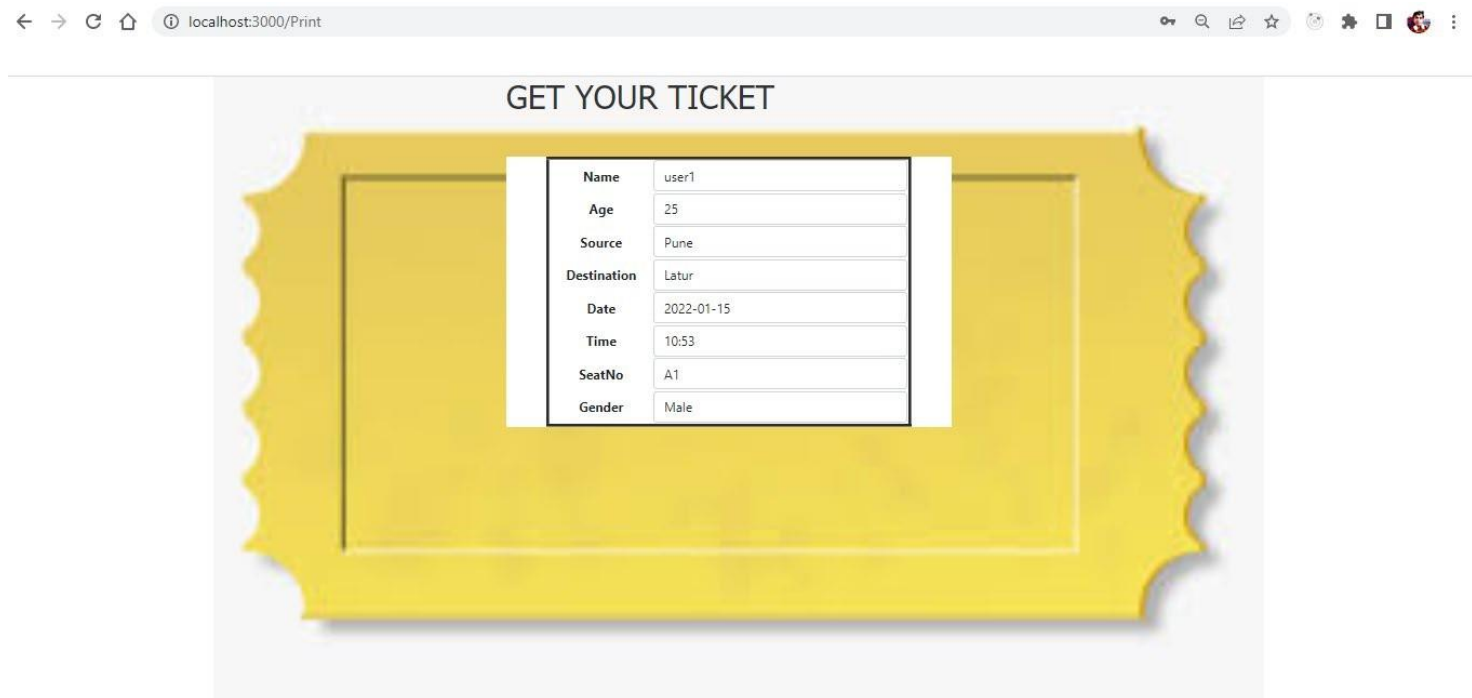 localhost:3000/Print
GET YOUR TICKET
Name user1
Age 25
Source Pune
Destination Latur
Date 2022-01-15
Time 10:53
SeatNo A1
Gender Male